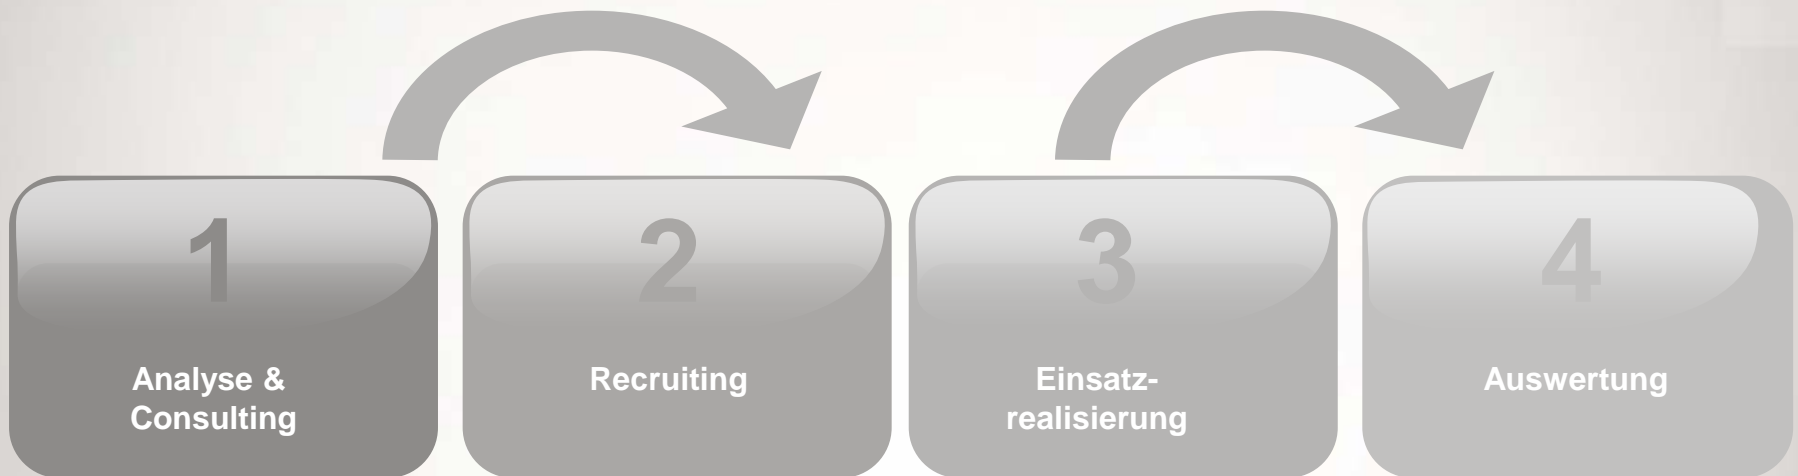 1
Analyse &
Consulting
2
Recruiting
3
Einsatz-
realisierung
4
Auswertung